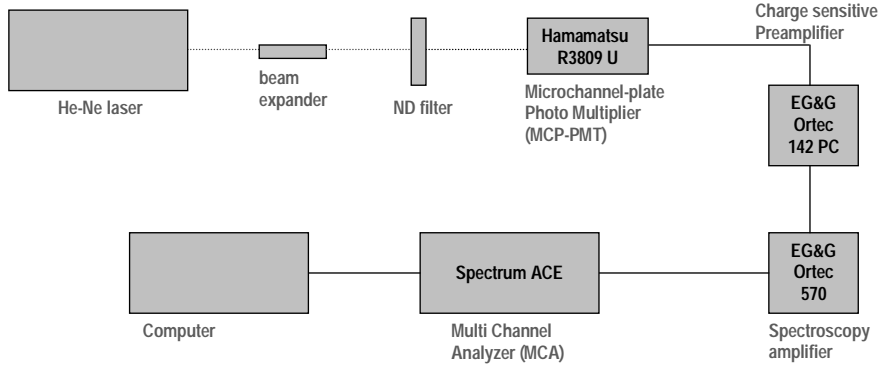 Charge sensitive
Preamplifier
Hamamatsu
R3809 U
beam
expander
He-Ne laser
ND filter
Microchannel-plate
Photo Multiplier
(MCP-PMT)
EG&G
Ortec
142 PC
Spectrum ACE
EG&G
Ortec
570
Computer
Multi Channel
Analyzer (MCA)
Spectroscopy
amplifier